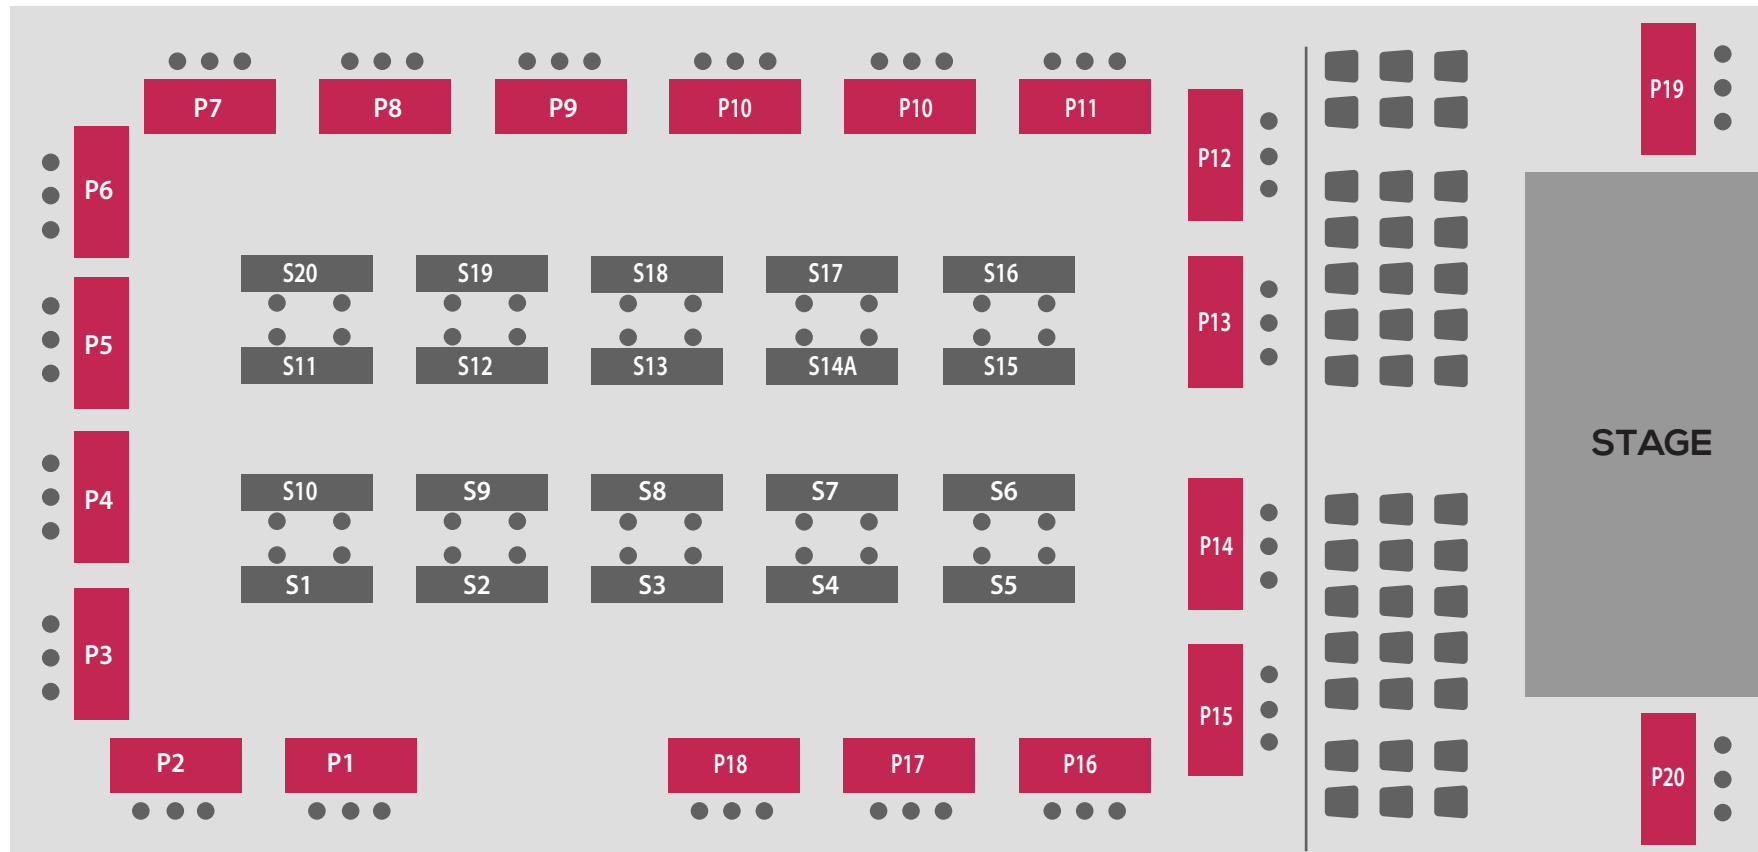 P7 P8 P9 P10 P10 P11 P19
P12
P6
S20 S19 S18 S17 S16
P5 P13
S11 S12 S13 S14A S15
STAGE
P4 S10 S9 S8 S7 S6
P14
S1 S2 S3 S4 S5
P3
P15
P2 P1 P18 P17 P16 P20